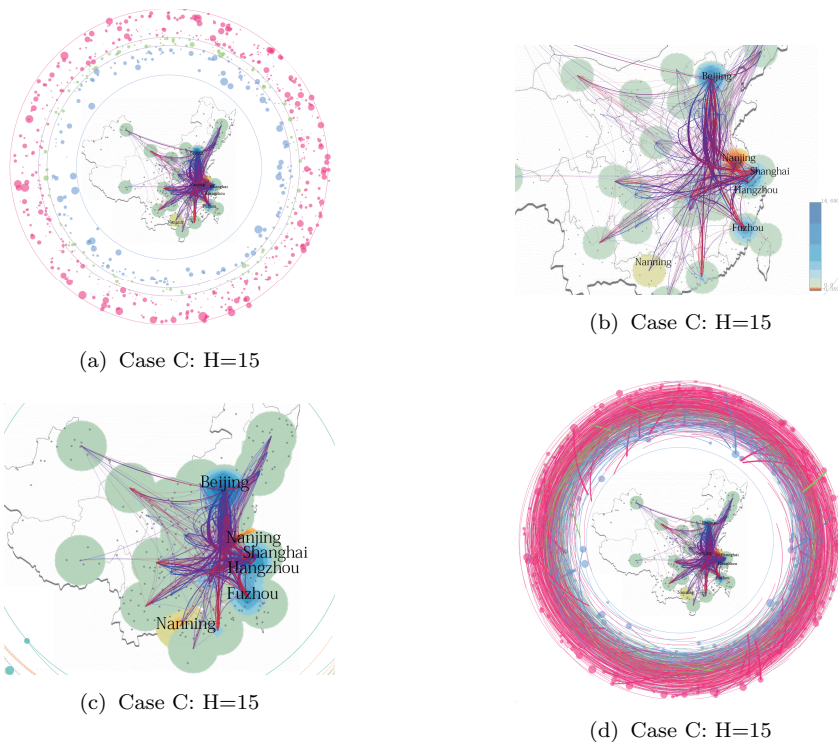 Beijing
Nanjing
Shanghai
Hangzhou
Fuzhou
Nanning
(a) Case C: H=15
(b) Case C: H=15
Beijing
Nanjing
Shanghai
Hangzhou
Fuzhou
Nanning
(c) Case C: H=15
(d) Case C: H=15